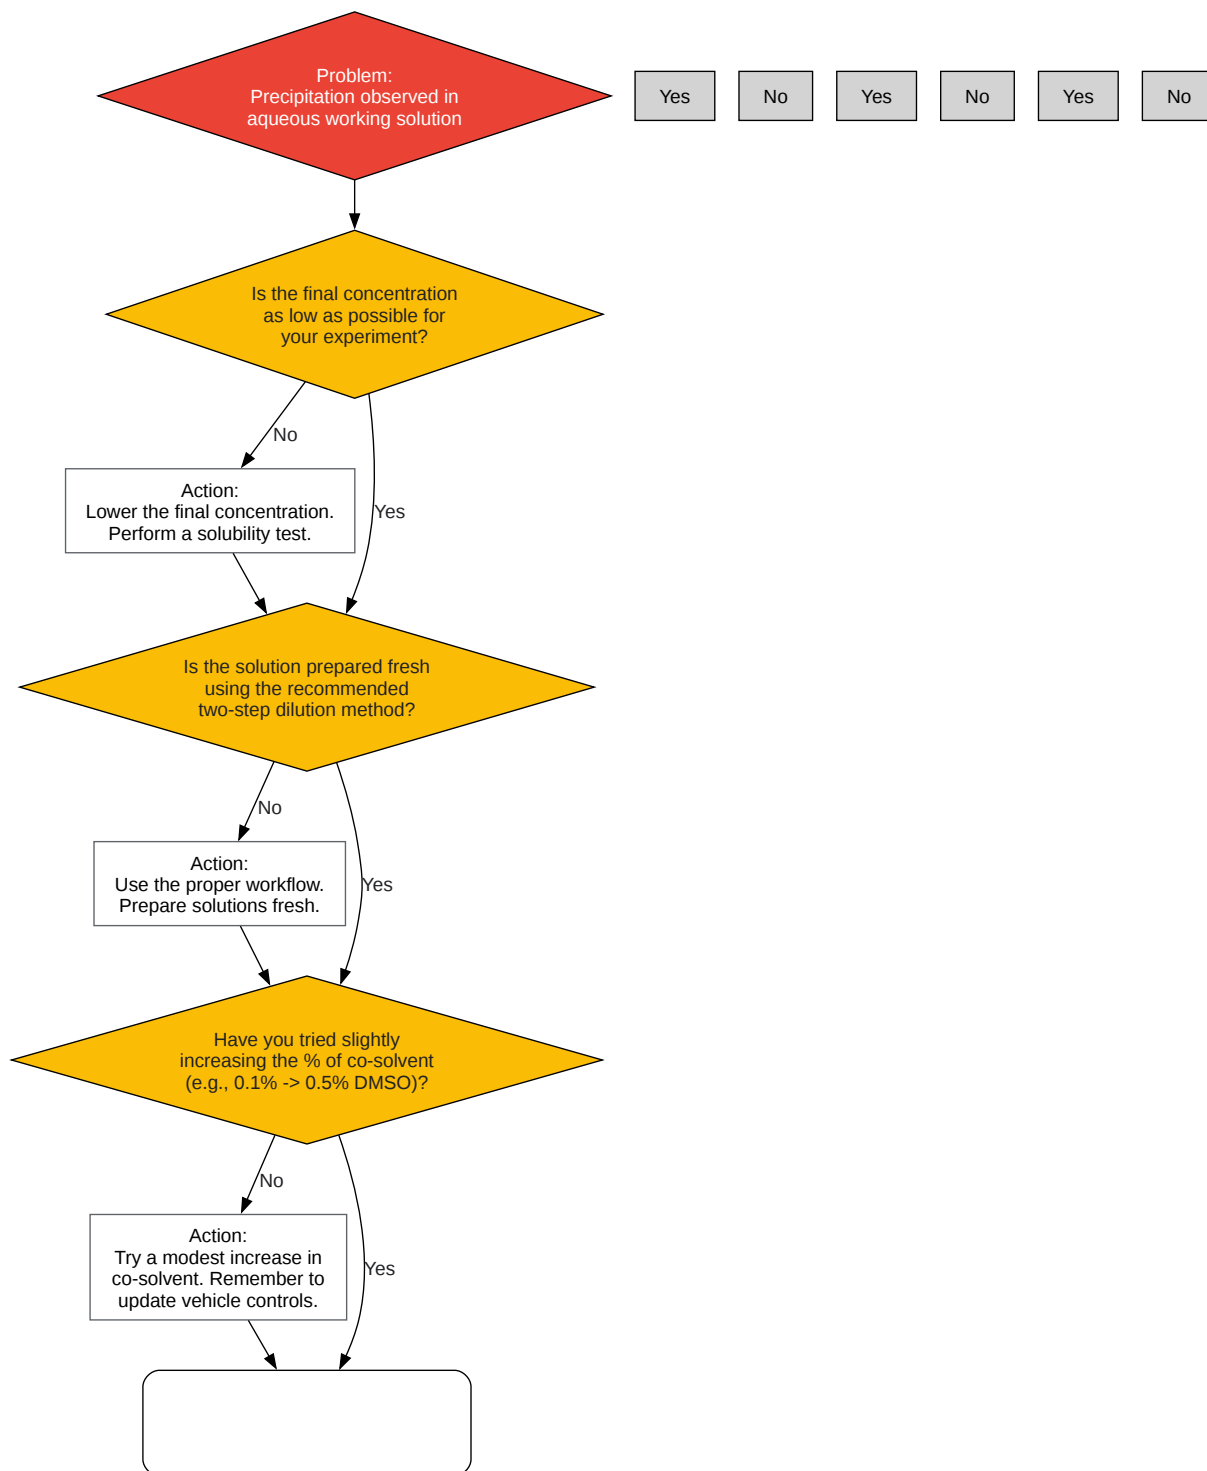 Problem:
Precipitation observed in
aqueous working solution
Yes
No
Yes
No
Yes
No
Is the final concentration
as low as possible for
your experiment?
No
Action:
Lower the final concentration.
Perform a solubility test.
Yes
Is the solution prepared fresh
using the recommended
two-step dilution method?
No
Action:
Use the proper workflow.
Prepare solutions fresh.
Yes
Have you tried slightly
increasing the % of co-solvent
(e.g., 0.1% -> 0.5% DMSO)?
No
Action:
Try a modest increase in
co-solvent. Remember to
update vehicle controls.
Yes